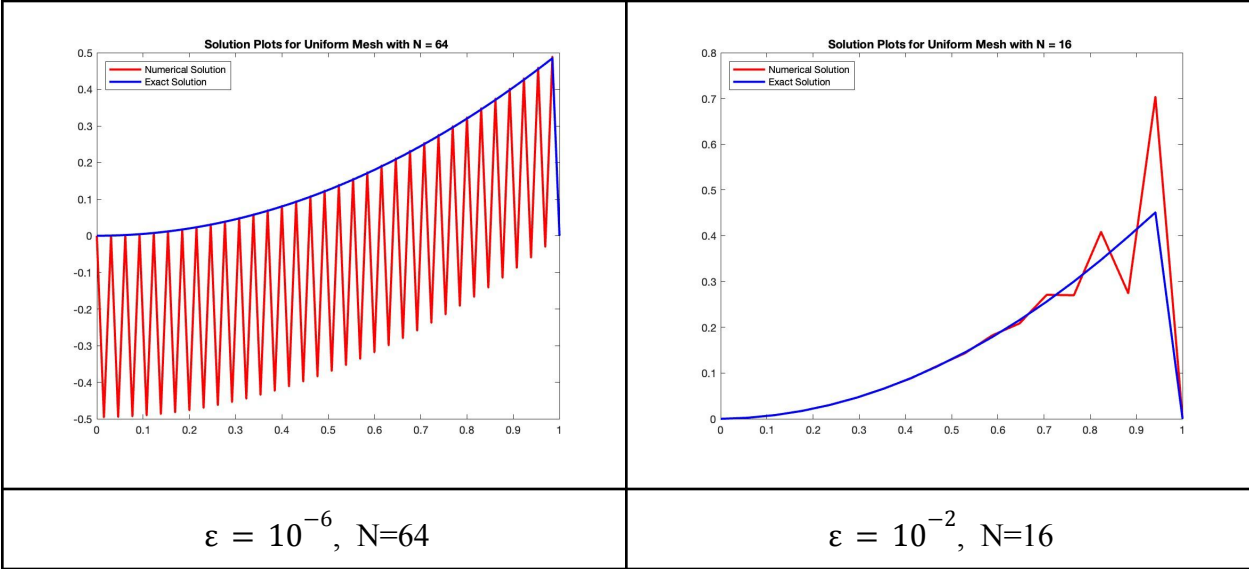 Solution Plots for Uniform Mesh with N = 64
Numerical Solution
Exact Solution
0.5
0.4
0.3
0.2
0.1
0
-0.1
-0.2
-0.3
-0.4
-0.5
0 0.1 0.2 0.3 0.4 0.5 0.6 0.7 0.8 0.9 1
Solution Plots for Uniform Mesh with N = 16
Numerical Solution
Exact Solution
0.8
0.7
0.6
0.5
0.4
0.3
0.2
0.1
0
0 0.1 0.2 0.3 0.4 0.5 0.6 0.7 0.8 0.9 1
ε = 10⁻⁶, N=64
ε = 10⁻², N=16